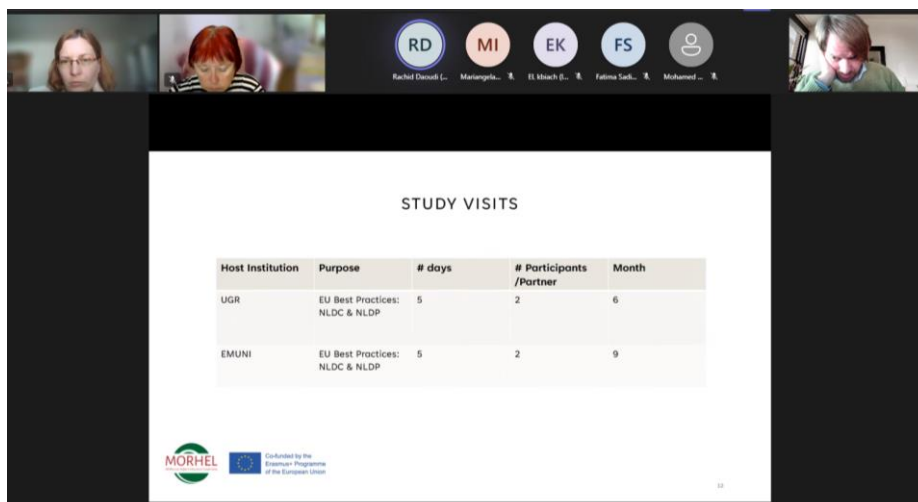 RD
MI
EK
FS
Rachid Daoudi (...
Mariangela...
EL kbiach (l...
Fatima Sadi...
Mohamed ...
STUDY VISITS
Host Institution Purpose # days # Participants /Partner Month
UGR EU Best Practices: NLDC & NLDP 5 2 6
EMUNI EU Best Practices: NLDC & NLDP 5 2 9
MORHEL
Co-funded by the
Erasmus+ Programme
of the European Union